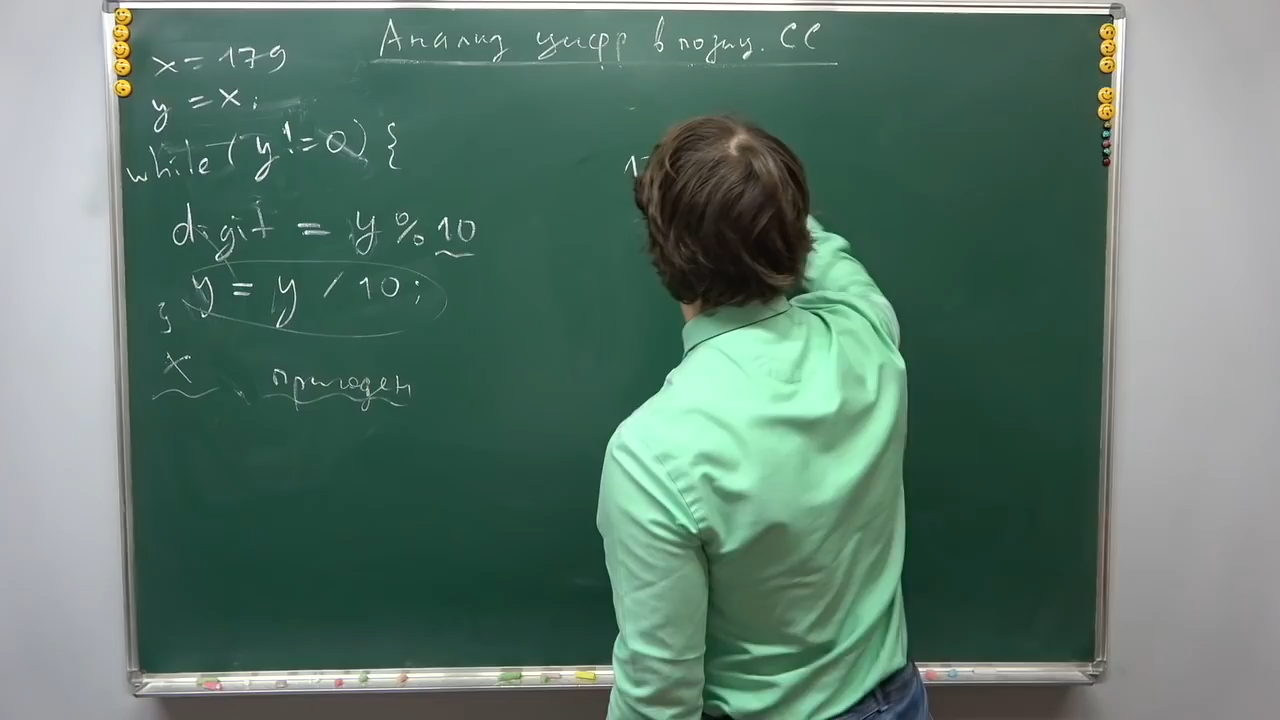 Анализ цифр в позиц. СС
x = 179
y = x;
while (y != 0) {
digit = y % 10
y = y / 10;
}
x пригоден